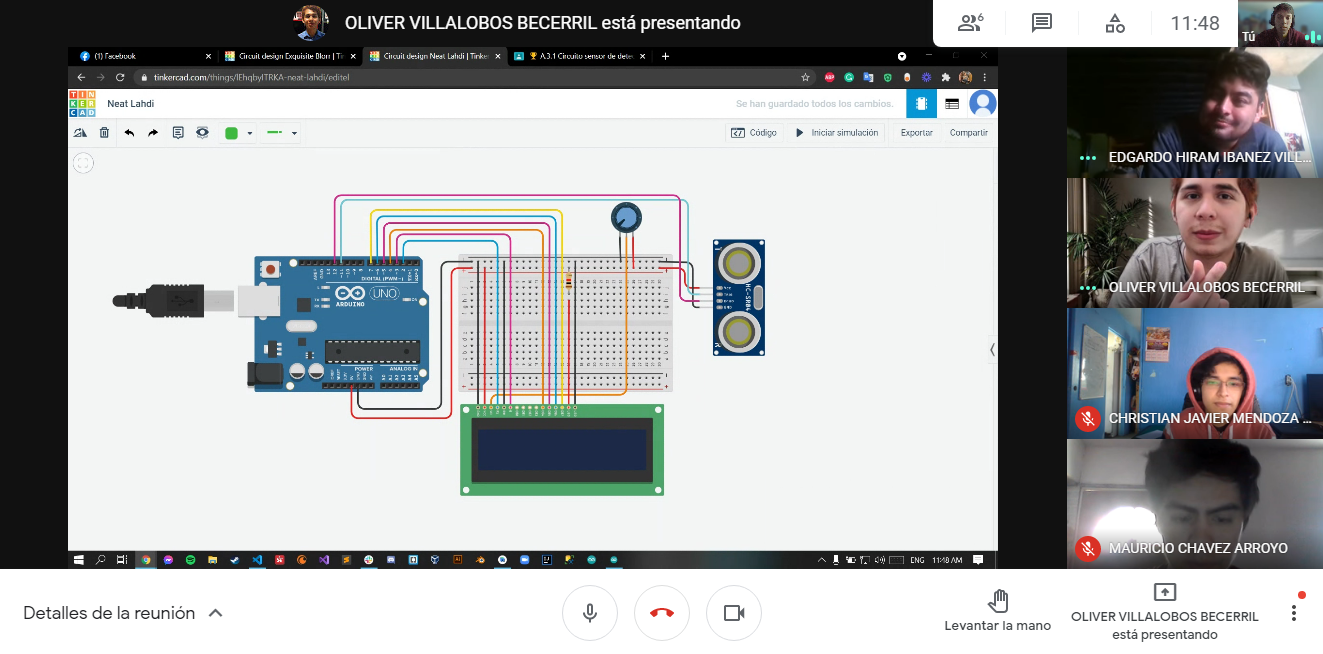 OLIVER VILLALOBOS BECERRIL está presentando
6
11:48
Tú
(1) Facebook
Circuit design Exquisite Blorr | Tin
Circuit design Neat Lahdi | Tinker
A.3.1 Circuito sensor de dete
tinkercad.com/things/lEhqbyITRKA-neat-lahdi/editel
ABP
TIN
KER
CAD
Neat Lahdi
Se han guardado todos los cambios.
Código
Iniciar simulación
Exportar
Compartir
DIGITAL (PWM~)
UNO
ARDUINO
POWER
ANALOG IN
HC-SR04
ENG
11:48 AM
EDGARDO HIRAM IBANEZ VILL...
OLIVER VILLALOBOS BECERRIL
CHRISTIAN JAVIER MENDOZA ...
MAURICIO CHAVEZ ARROYO
Detalles de la reunión
Levantar la mano
OLIVER VILLALOBOS BECERRIL
está presentando